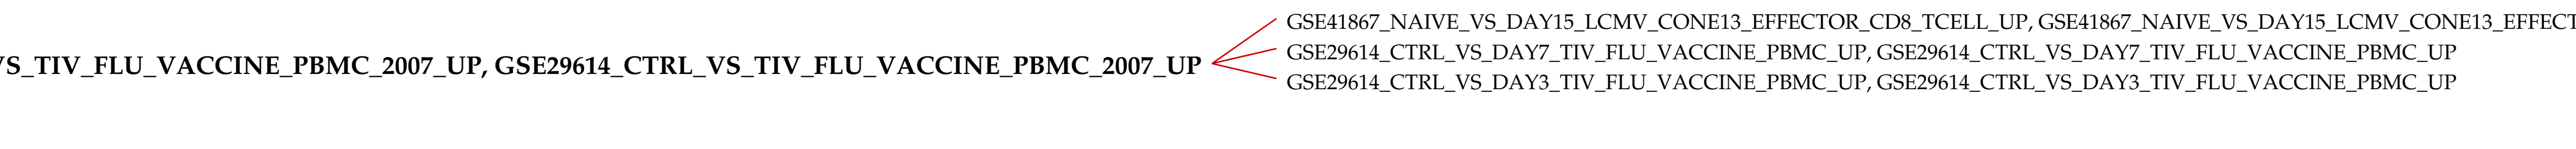 GSE41867_NAIVE_VS_DAY15_LCMV_CONE13_EFFECTOR_CD8_TCELL_UP, GSE41867_NAIVE_VS_DAY15_LCMV_CONE13_EFFECT
GSE29614_CTRL_VS_DAY7_TIV_FLU_VACCINE_PBMC_UP, GSE29614_CTRL_VS_DAY7_TIV_FLU_VACCINE_PBMC_UP
VS_TIV_FLU_VACCINE_PBMC_2007_UP, GSE29614_CTRL_VS_TIV_FLU_VACCINE_PBMC_2007_UP
GSE29614_CTRL_VS_DAY3_TIV_FLU_VACCINE_PBMC_UP, GSE29614_CTRL_VS_DAY3_TIV_FLU_VACCINE_PBMC_UP